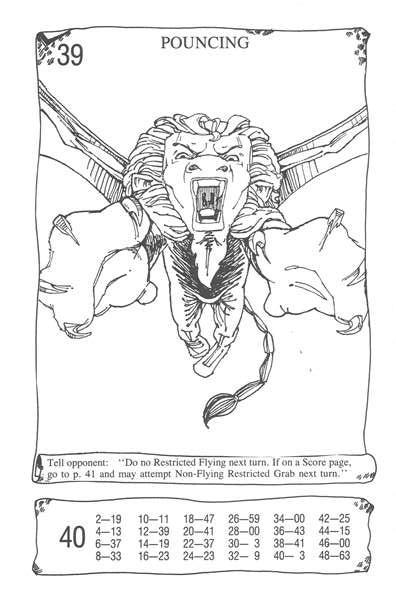 39
POUNCING
Tell opponent: "Do no Restricted Flying next turn. If on a Score page,
go to p. 41 and may attempt Non-Flying Restricted Grab next turn."
40
2—19 10—11 18—47 26—59 34—00 42—25
4—13 12—39 20—41 28—00 36—43 44—15
6—37 14—19 22—37 30— 3 38—41 46—00
8—33 16—23 24—23 32— 9 40— 3 48—63